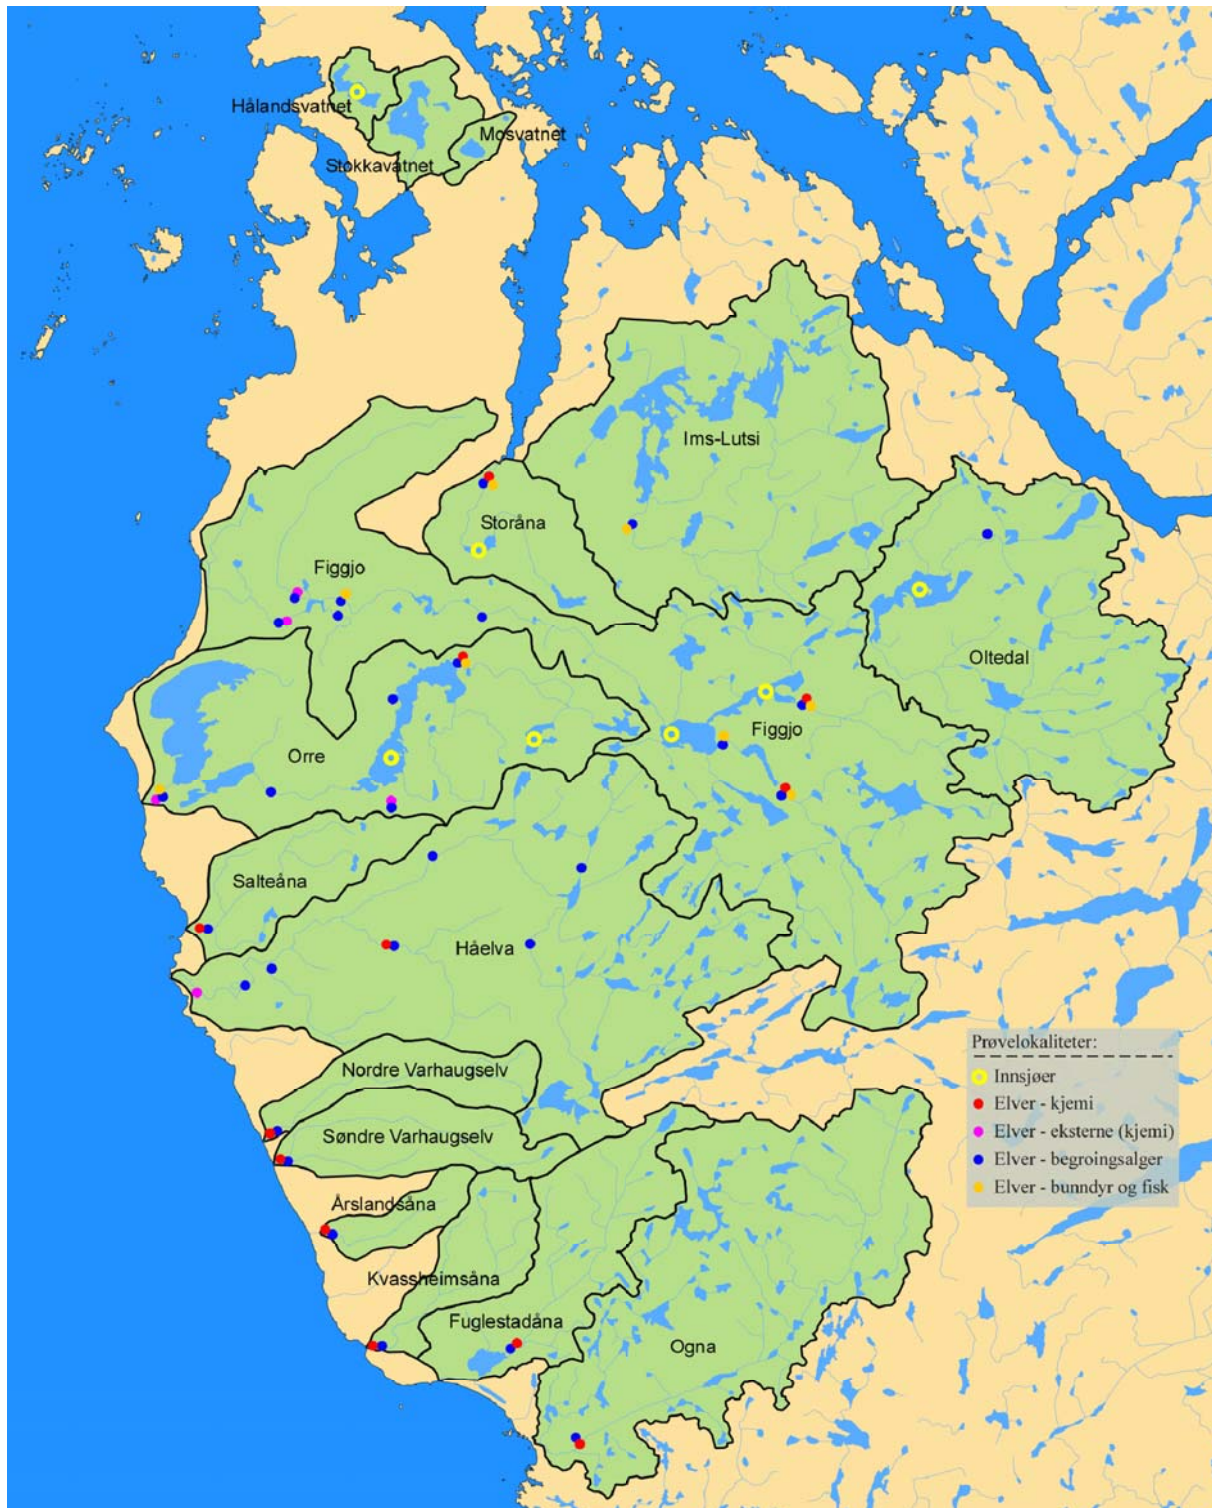 Hålandsvatnet
Mosvatnet
Stokkavatnet
Ims-Lutsi
Storåna
Figgjo
Oltedal
Figgjo
Orre
Salteåna
Håelva
Prøvelokaliteter:
Innsjøer
Elver - kjemi
Elver - eksterne (kjemi)
Elver - begroingsalger
Elver - bunndyr og fisk
Nordre Varhaugselv
Søndre Varhaugselv
Årslandsåna
Kvassheimsåna
Fuglestadåna
Ogna